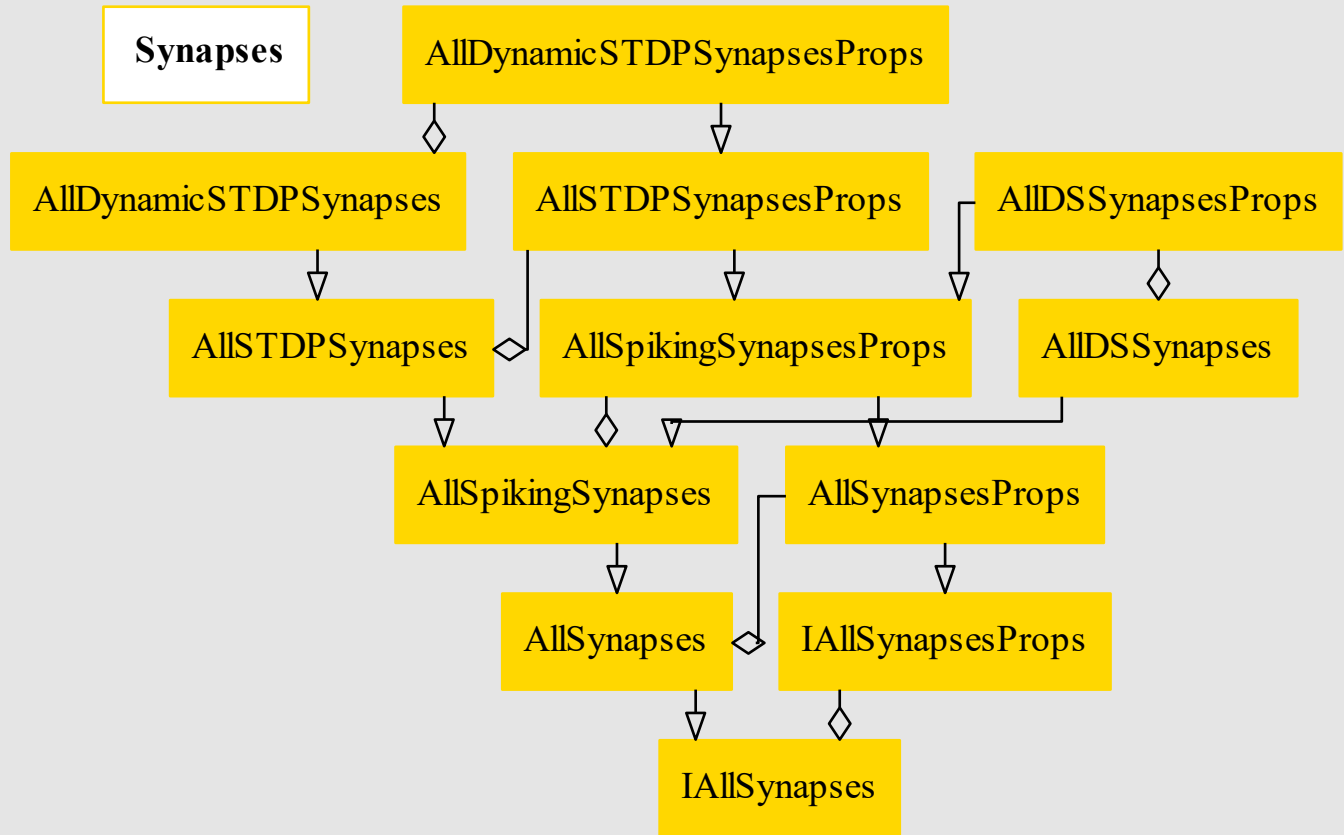 Synapses
AllDynamicSTDPSynapsesProps
AllDynamicSTDPSynapses
AllSTDPSynapsesProps
AllDSSynapsesProps
AllSTDPSynapses
AllSpikingSynapsesProps
AllDSSynapses
AllSpikingSynapses
AllSynapsesProps
AllSynapses
IAllSynapsesProps
IAllSynapses